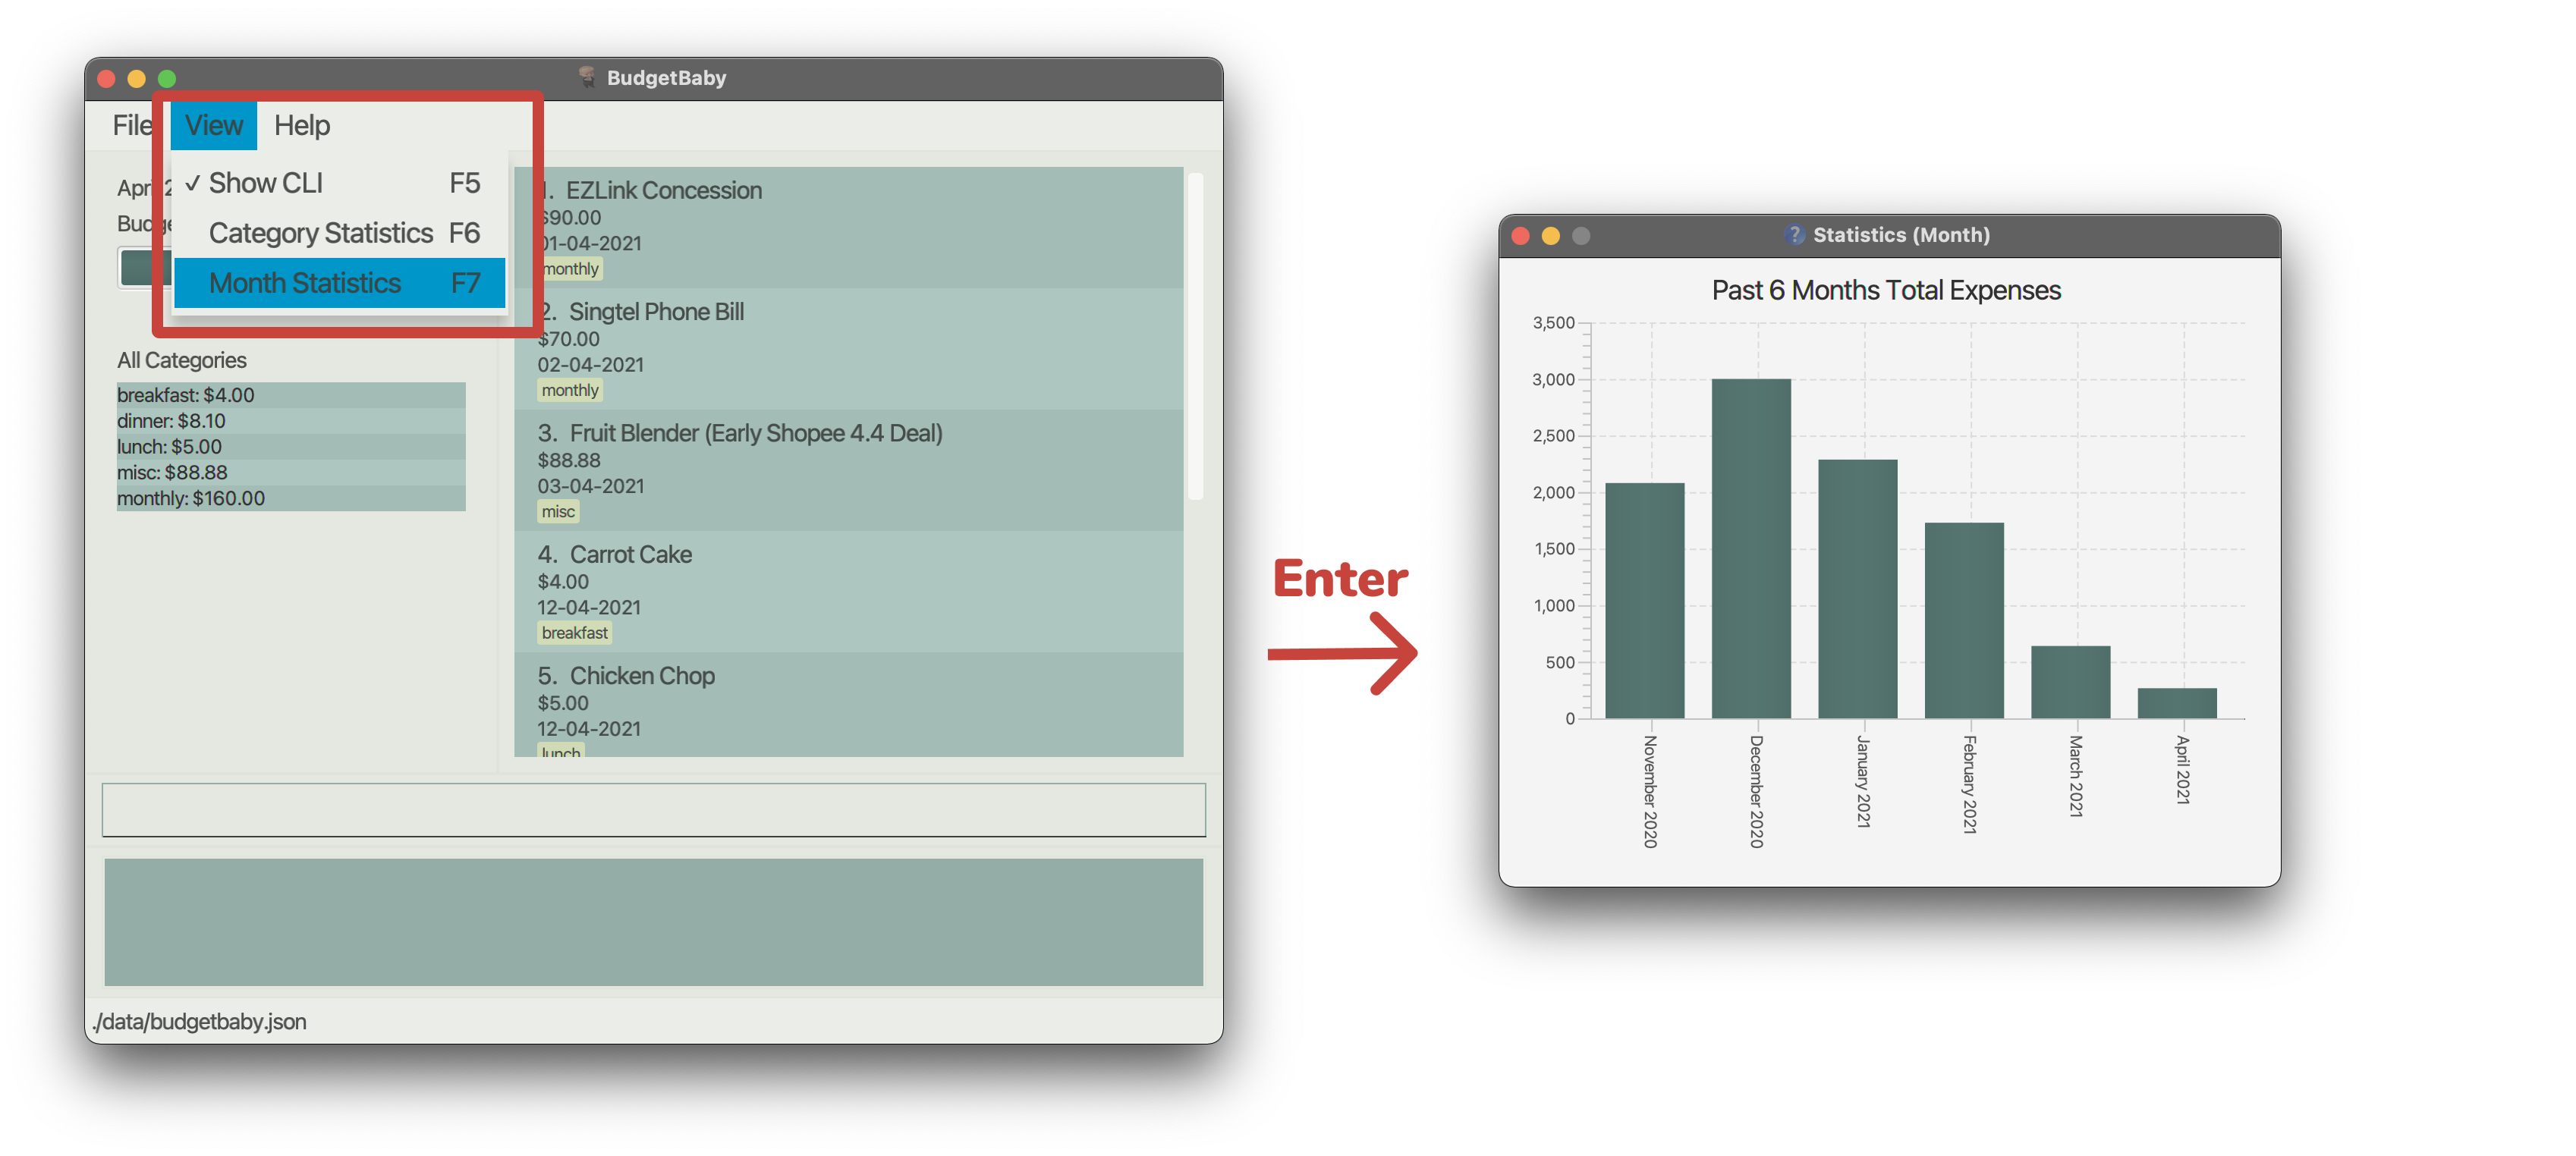 BudgetBaby
File View Help
✓ Show CLI F5
Category Statistics F6
Month Statistics F7
All Categories
breakfast: $4.00
dinner: $8.10
lunch: $5.00
misc: $88.88
monthly: $160.00
1. EZLink Concession
$90.00
01-04-2021
monthly
2. Singtel Phone Bill
$70.00
02-04-2021
monthly
3. Fruit Blender (Early Shopee 4.4 Deal)
$88.88
03-04-2021
misc
4. Carrot Cake
$4.00
12-04-2021
breakfast
5. Chicken Chop
$5.00
12-04-2021
lunch
./data/budgetbaby.json
Enter
Statistics (Month)
Past 6 Months Total Expenses
3,500
3,000
2,500
2,000
1,500
1,000
500
0
November 2020
December 2020
January 2021
February 2021
March 2021
April 2021